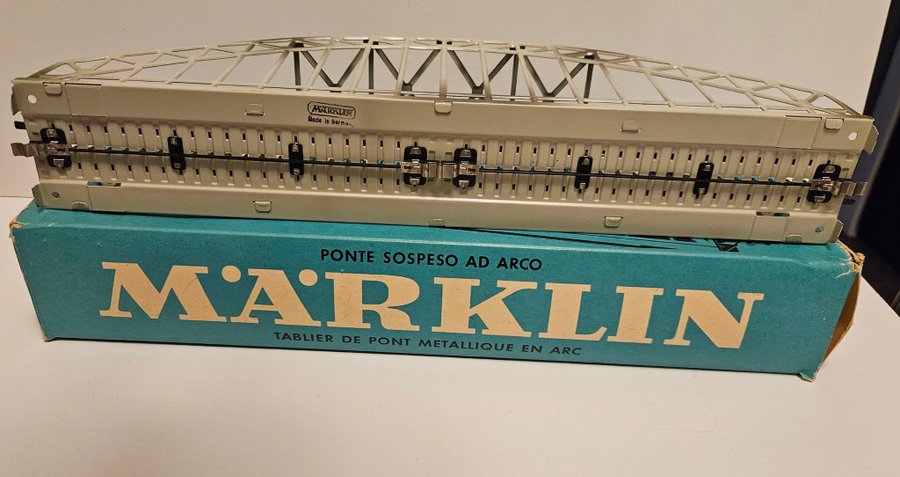 MÄRKLIN
Made in Germany
PONTE SOSPESO AD ARCO
MÄRKLIN
TABLIER DE PONT METALLIQUE EN ARC